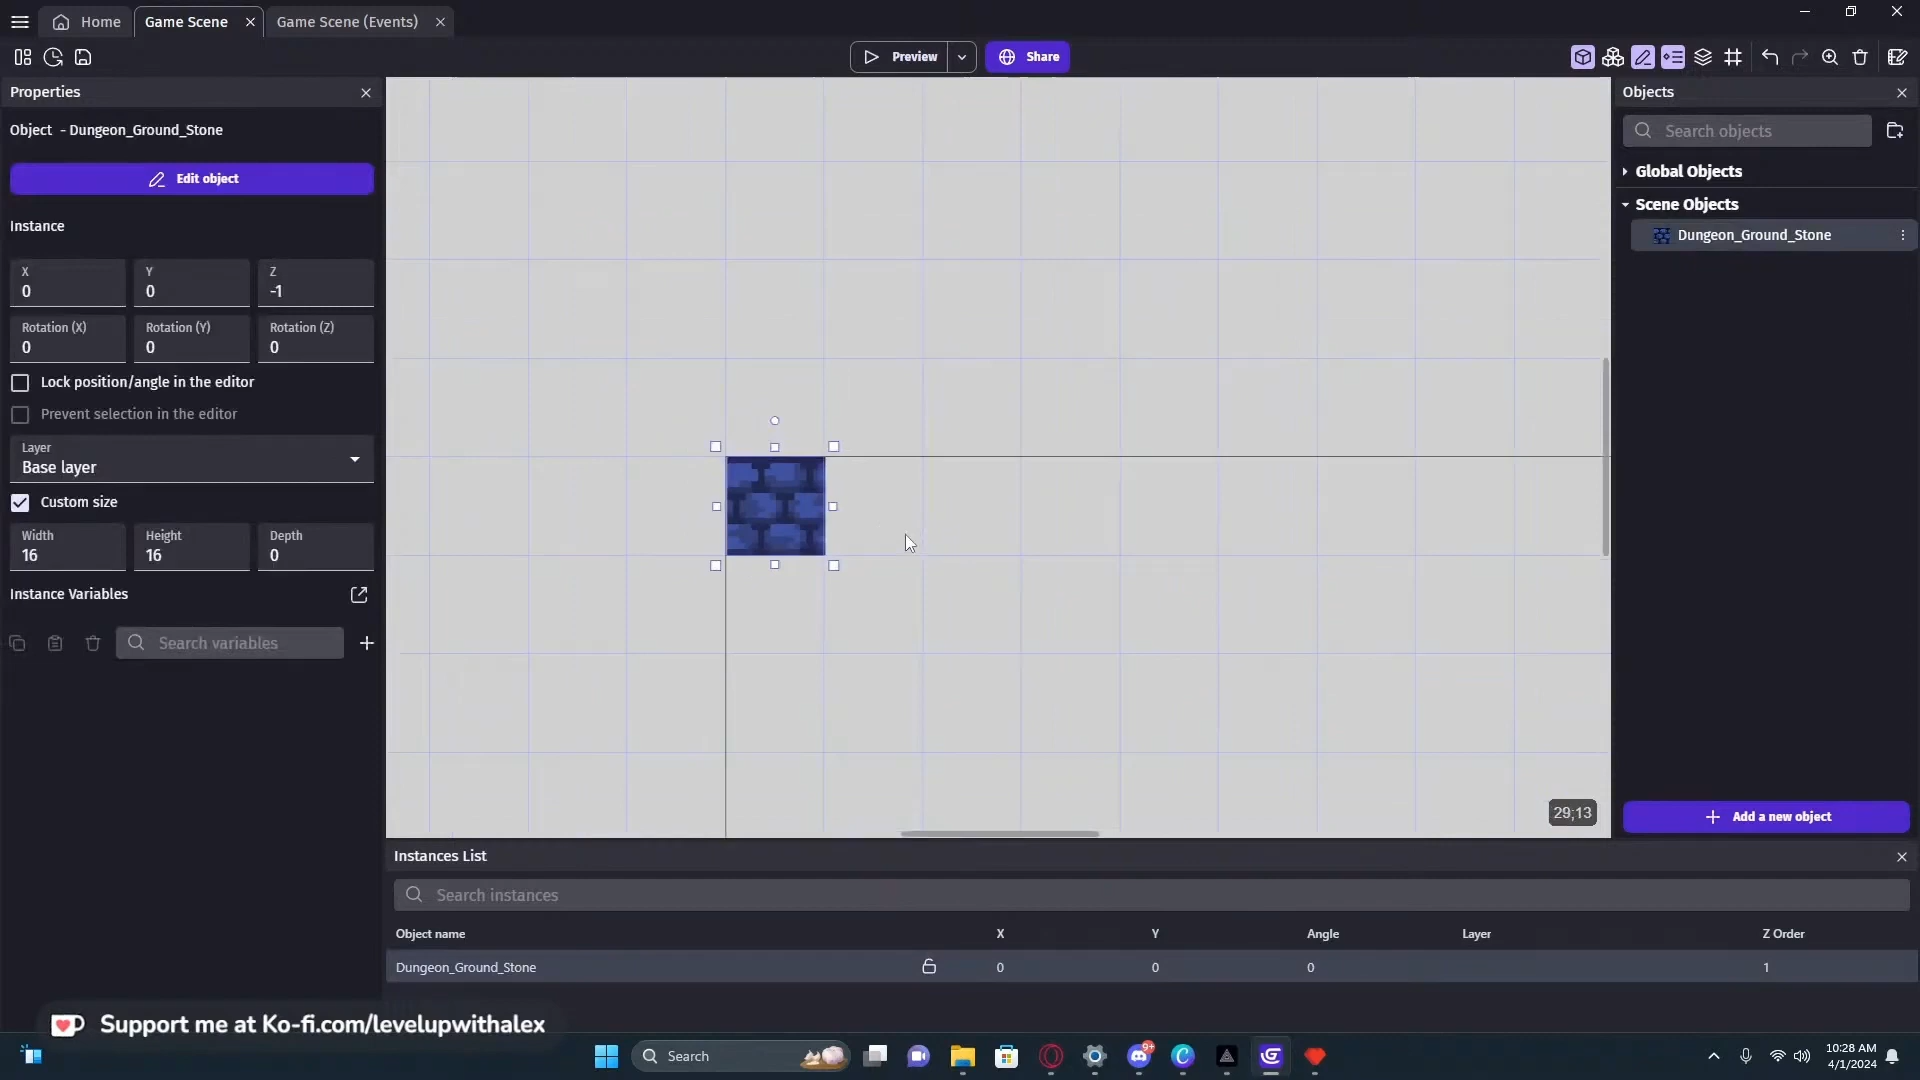 Home
Game Scene
Game Scene (Events)
Preview
Share
Properties
Object - Dungeon_Ground_Stone
Edit object
Instance
X
0
Y
0
Z
-1
Rotation (X)
0
Rotation (Y)
0
Rotation (Z)
0
Lock position/angle in the editor
Prevent selection in the editor
Layer
Base layer
Custom size
Width
16
Height
16
Depth
0
Instance Variables
Search variables
29;13
Objects
Search objects
Global Objects
Scene Objects
Dungeon_Ground_Stone
Add a new object
Instances List
Search instances
Object name X Y Angle Layer Z Order
Dungeon_Ground_Stone 0 0 0 1
Support me at Ko-fi.com/levelupwithalex
Search
9+
10:28 AM
4/1/2024